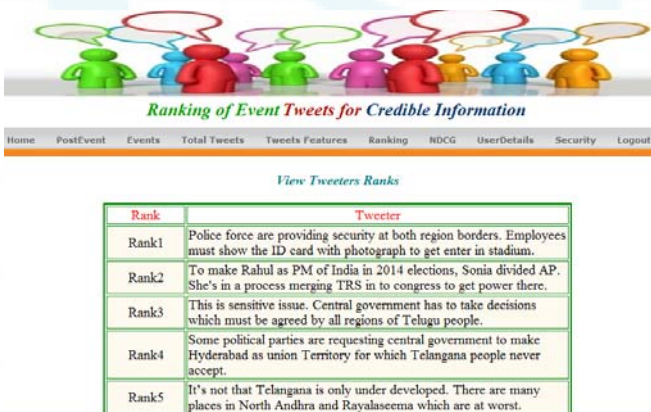 Ranking of Event Tweets for Credible Information
Home PostEvent Events Total Tweets Tweets Features Ranking NDCG UserDetails Security Logout
View Tweeters Ranks
Rank Tweeter
Rank1 Police force are providing security at both region borders. Employees
must show the ID card with photograph to get enter in stadium.
Rank2 To make Rahul as PM of India in 2014 elections, Sonia divided AP.
She's in a process merging TRS in to congress to get power there.
Rank3 This is sensitive issue. Central government has to take decisions
which must be agreed by all regions of Telugu people.
Rank4 Some political parties are requesting central government to make
Hyderabad as union Territory for which Telangana people never
accept.
Rank5 It's not that Telangana is only under developed. There are many
places in North Andhra and Rayalaseema which are at worst.